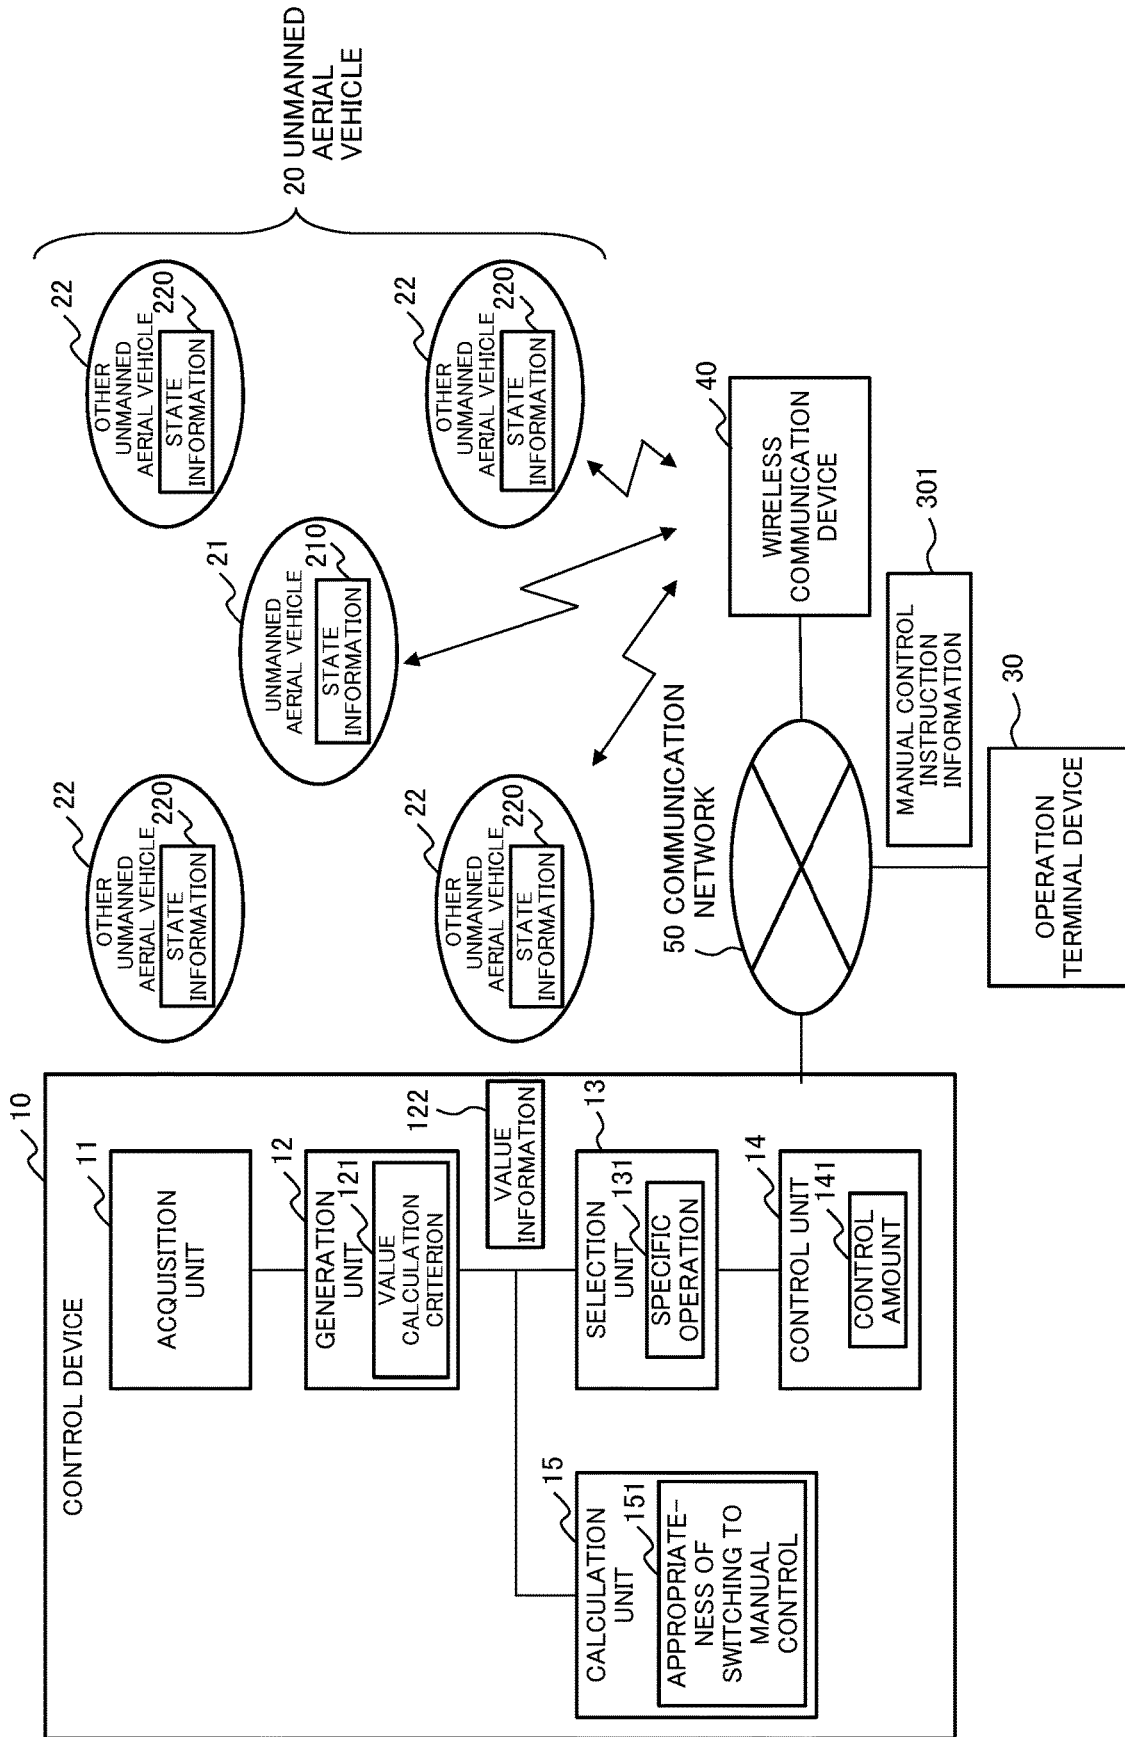 10
CONTROL DEVICE
11
ACQUISITION
UNIT
12
GENERATION
UNIT
121
VALUE
CALCULATION
CRITERION
122
VALUE
INFORMATION
13
SELECTION
UNIT
131
SPECIFIC
OPERATION
14
CONTROL UNIT
141
CONTROL
AMOUNT
15
CALCULATION
UNIT
151
APPROPRIATE-
NESS OF
SWITCHING TO
MANUAL
CONTROL
20 UNMANNED
AERIAL
VEHICLE
22
OTHER
UNMANNED
AERIAL VEHICLE
220
STATE
INFORMATION
22
OTHER
UNMANNED
AERIAL VEHICLE
220
STATE
INFORMATION
21
UNMANNED
AERIAL VEHICLE
210
STATE
INFORMATION
22
OTHER
UNMANNED
AERIAL VEHICLE
220
STATE
INFORMATION
22
OTHER
UNMANNED
AERIAL VEHICLE
220
STATE
INFORMATION
50 COMMUNICATION
NETWORK
40
WIRELESS
COMMUNICATION
DEVICE
301
MANUAL CONTROL
INSTRUCTION
INFORMATION
30
OPERATION
TERMINAL DEVICE